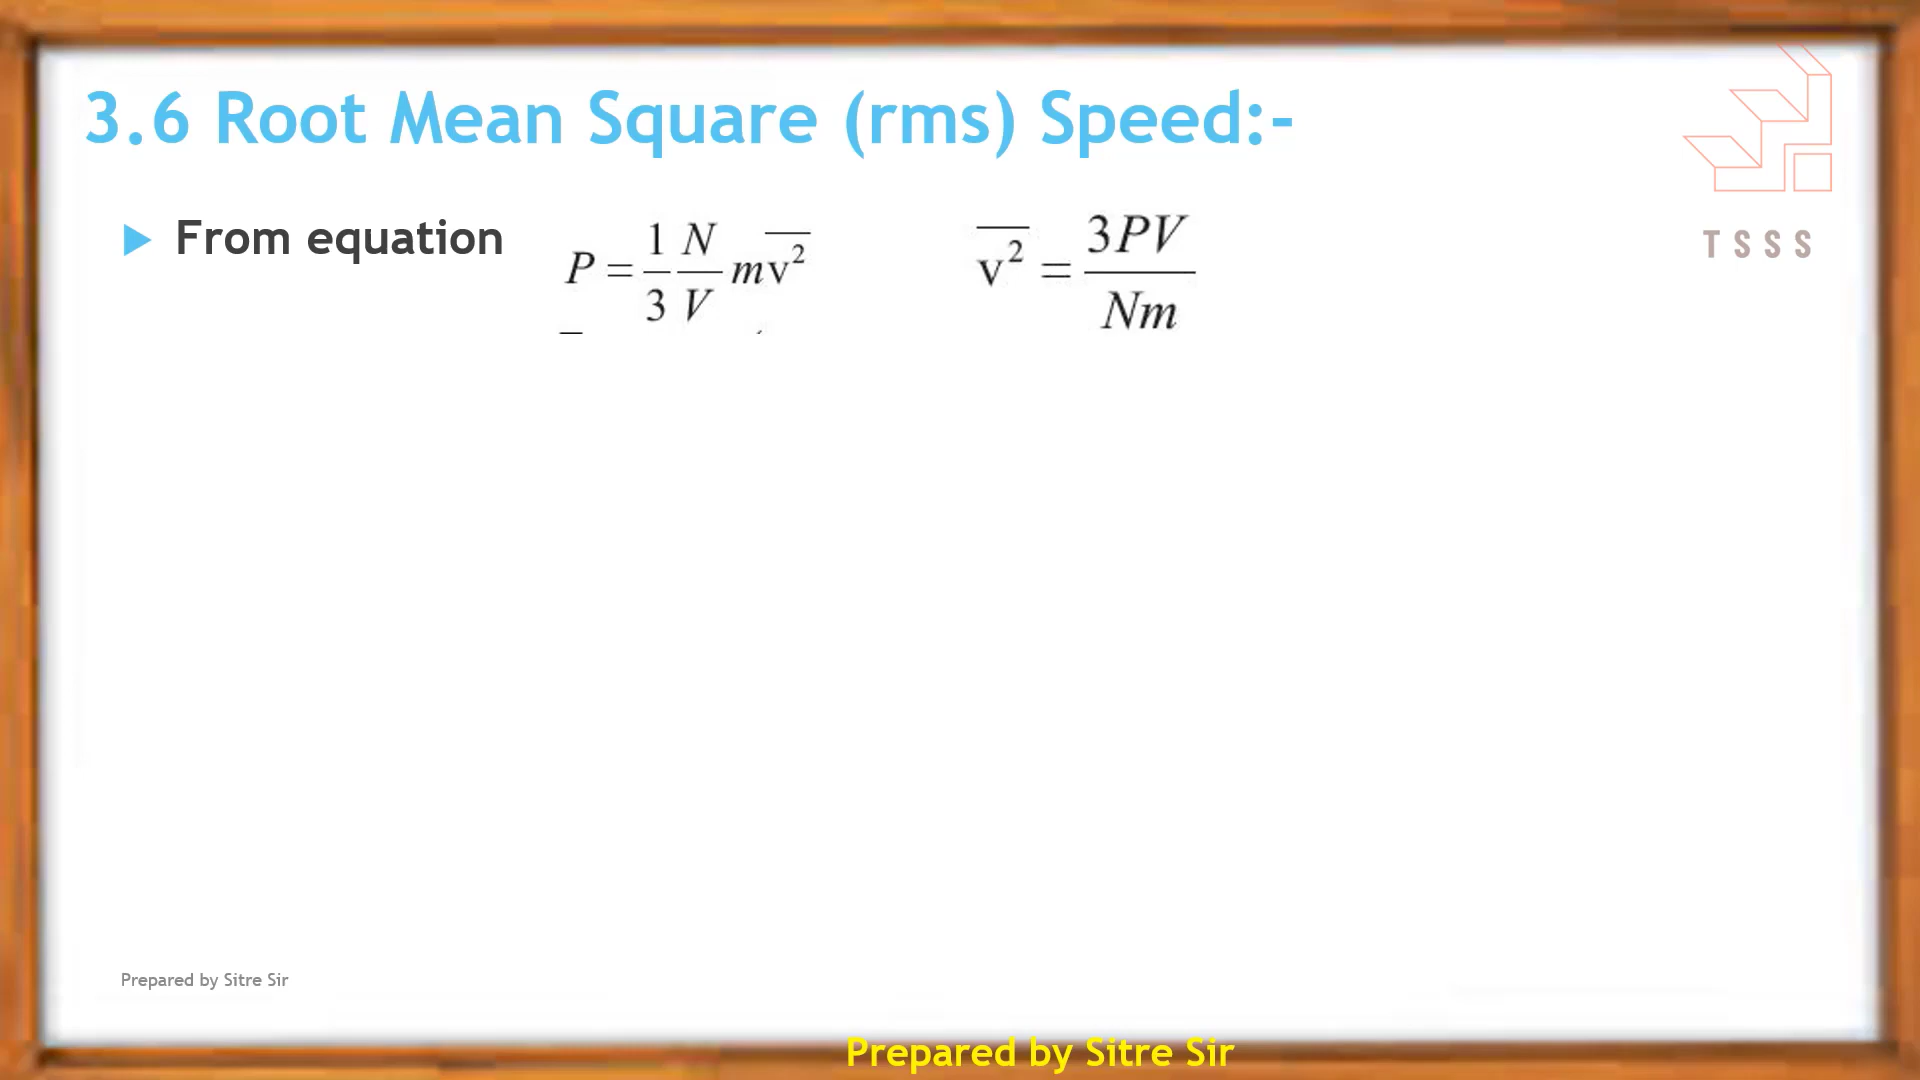 3.6 Root Mean Square (rms) Speed:-
TSSS
From equation P = 1/3 N/V m v̅² v̅² = 3PV/Nm
Prepared by Sitre Sir
Prepared by Sitre Sir